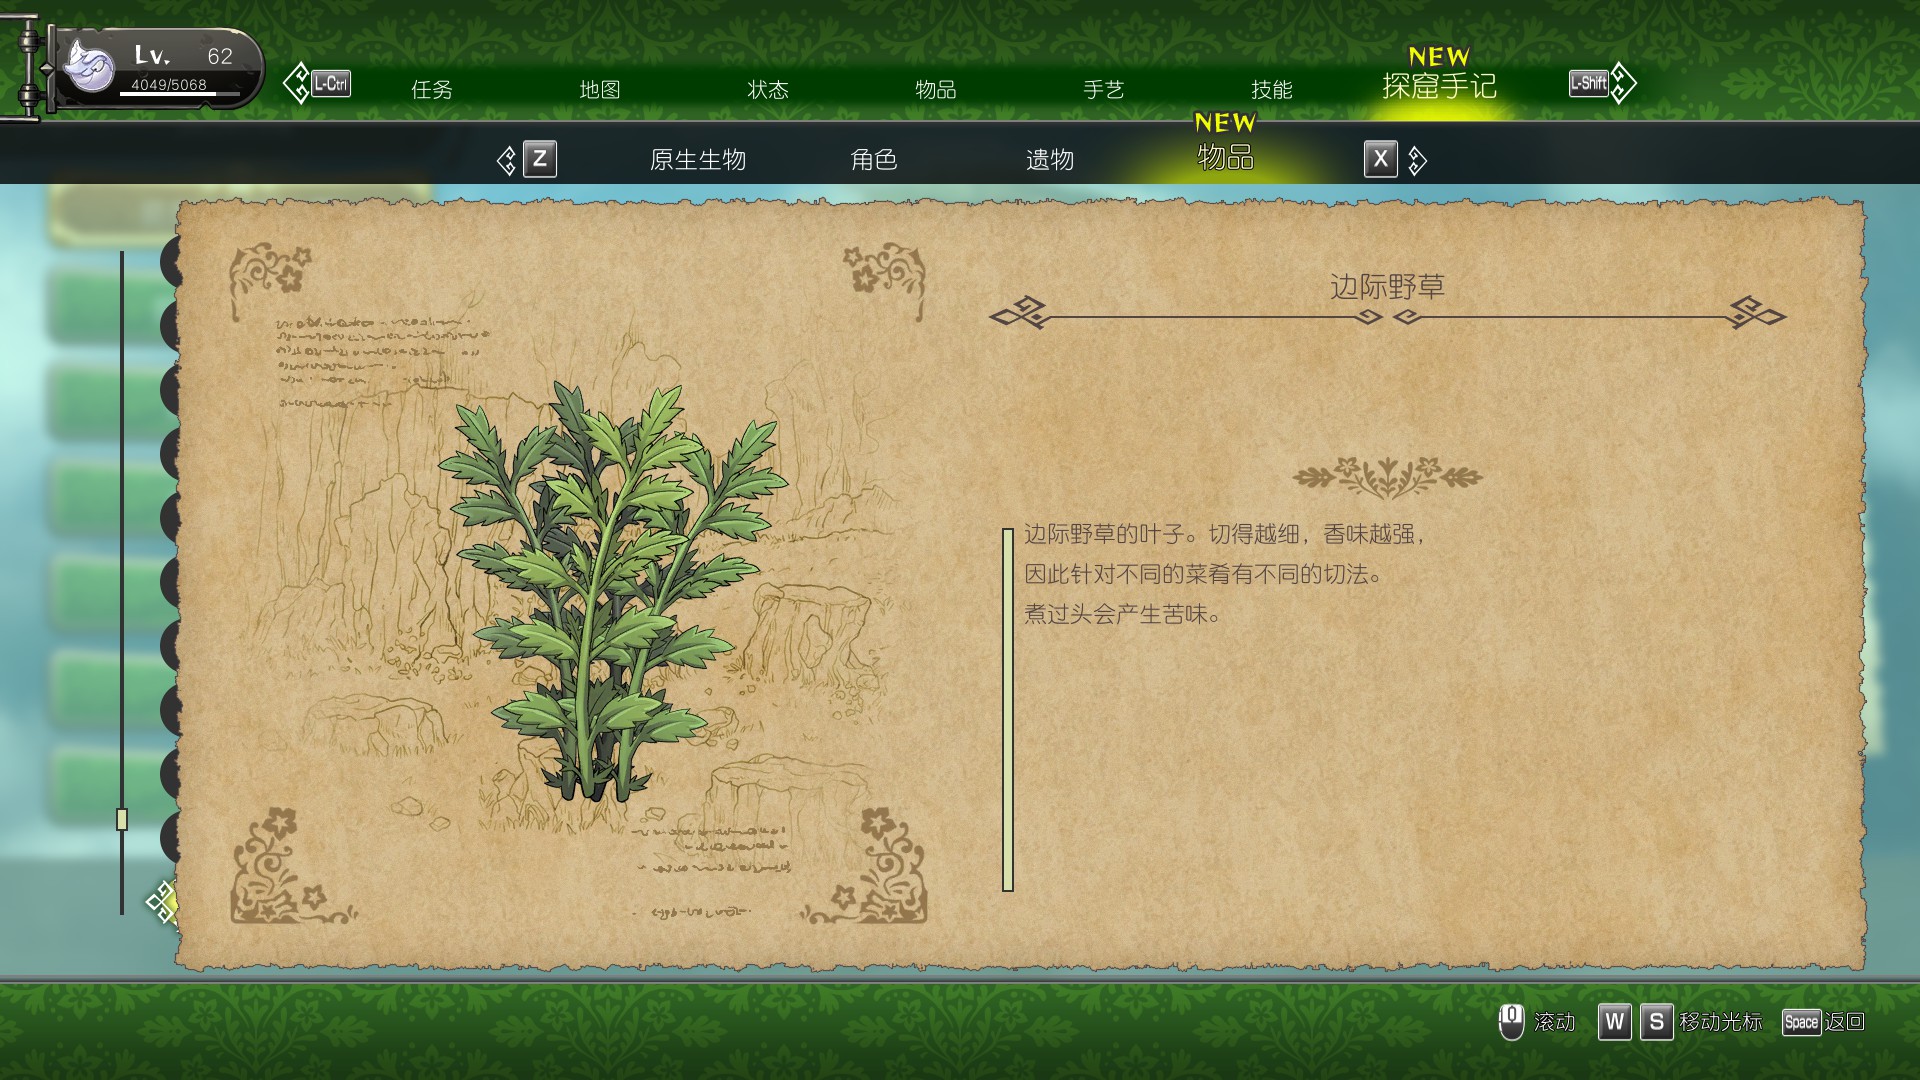 Lv. 62
4049/5068
L-Ctrl 任务 地图 状态 物品 手艺 技能 NEW 探窟手记 L-Shift
Z 原生生物 角色 遗物 NEW 物品 X
边际野草
边际野草的叶子。切得越细，香味越强，
因此针对不同的菜肴有不同的切法。
煮过头会产生苦味。
滚动 W S 移动光标 Space 返回